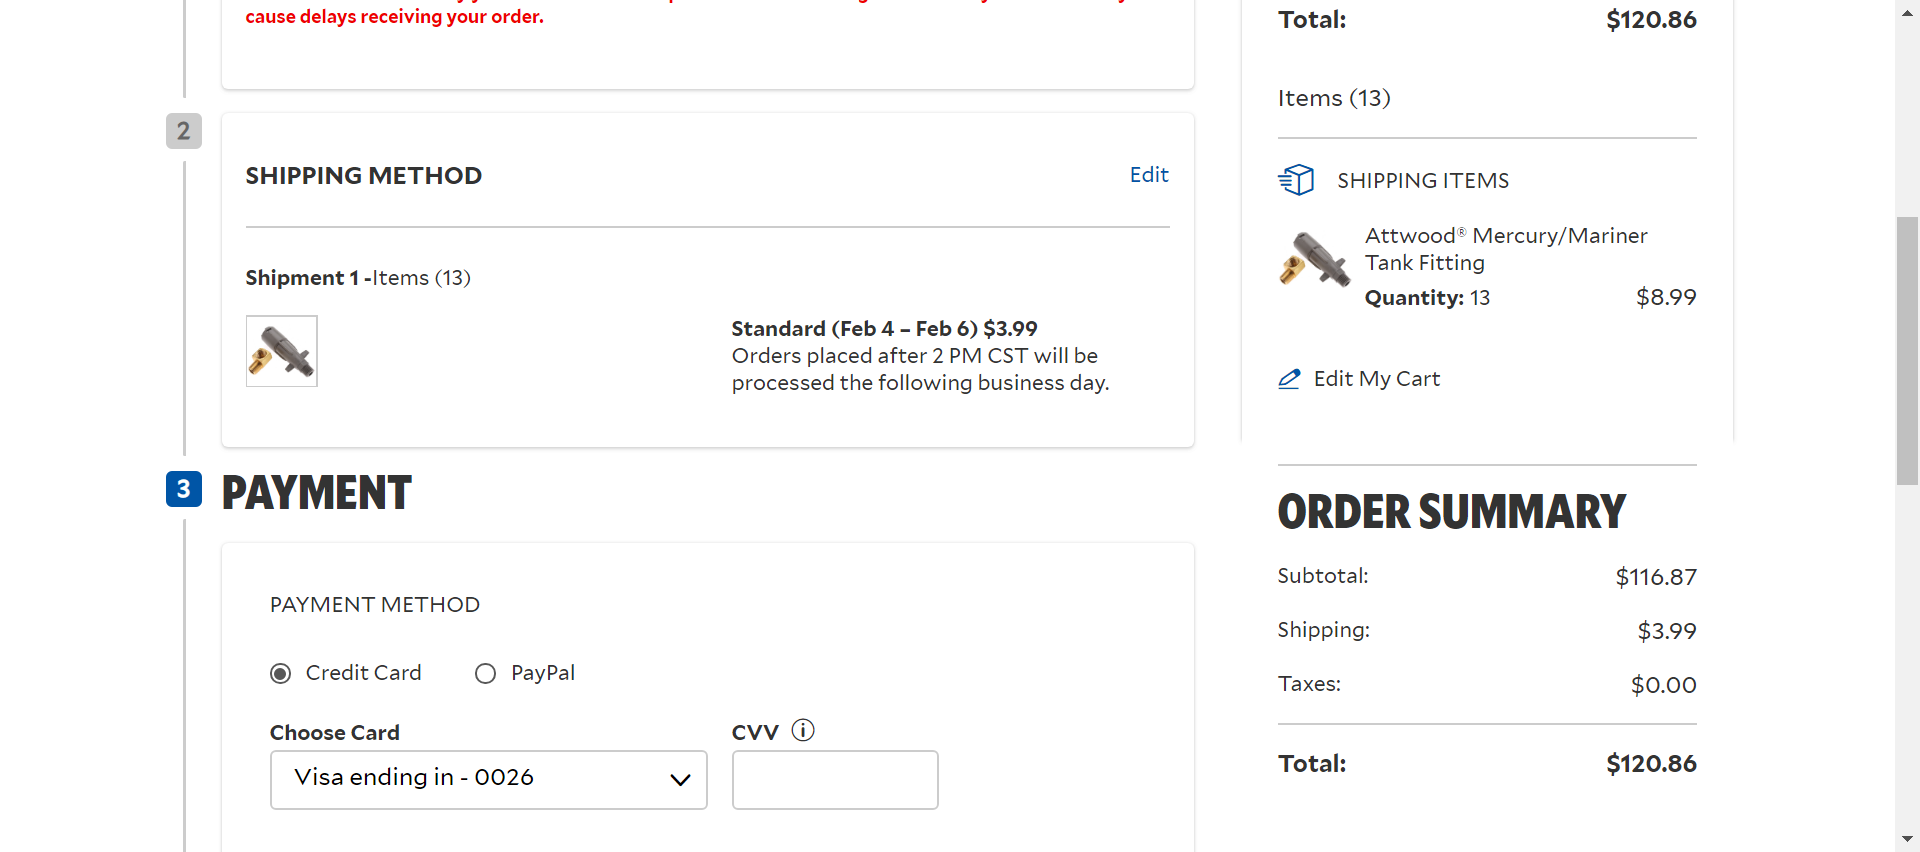 cause delays receiving your order.
2
SHIPPING METHOD
Edit
Shipment 1 -Items (13)
Standard (Feb 4 – Feb 6) $3.99
Orders placed after 2 PM CST will be
processed the following business day.
3 PAYMENT
PAYMENT METHOD
Credit Card
PayPal
Choose Card
Visa ending in - 0026
CVV
Total: $120.86
Items (13)
SHIPPING ITEMS
Attwood® Mercury/Mariner
Tank Fitting
Quantity: 13 $8.99
Edit My Cart
ORDER SUMMARY
Subtotal: $116.87
Shipping: $3.99
Taxes: $0.00
Total: $120.86